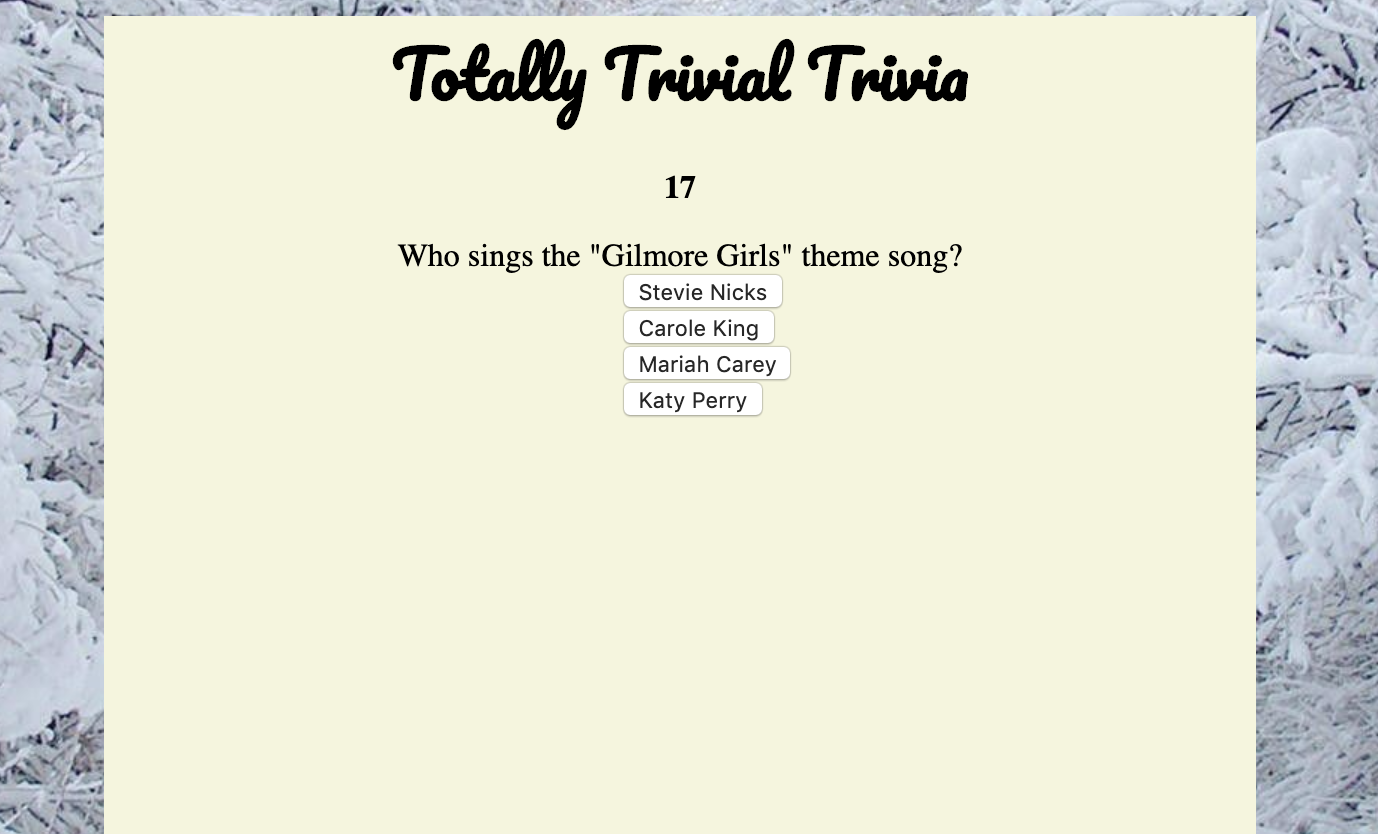 Totally Trivial Trivia
17
Who sings the "Gilmore Girls" theme song?
Stevie Nicks
Carole King
Mariah Carey
Katy Perry